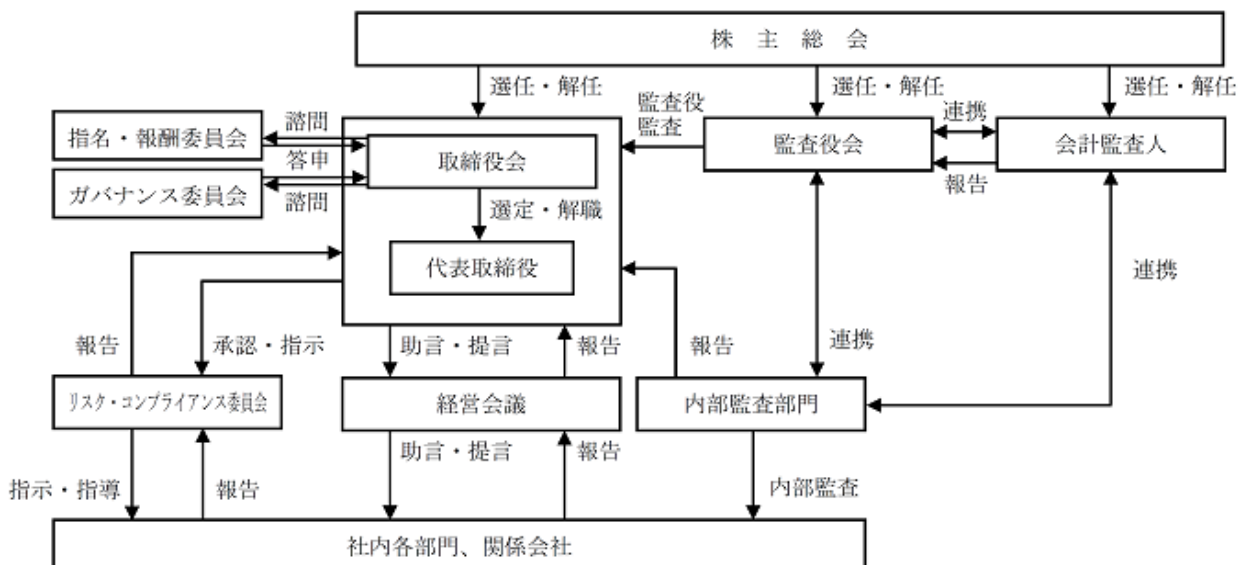 株主総会
選任・解任
選任・解任
選任・解任
監査役
監査
連携
諮問
指名・報酬委員会
取締役会
監査役会
会計監査人
答申
報告
ガバナンス委員会
諮問
選定・解職
代表取締役
連携
報告
承認・指示
助言・提言
報告
報告
連携
リスク・コンプライアンス委員会
経営会議
内部監査部門
助言・提言
報告
指示・指導
報告
内部監査
社内各部門、関係会社